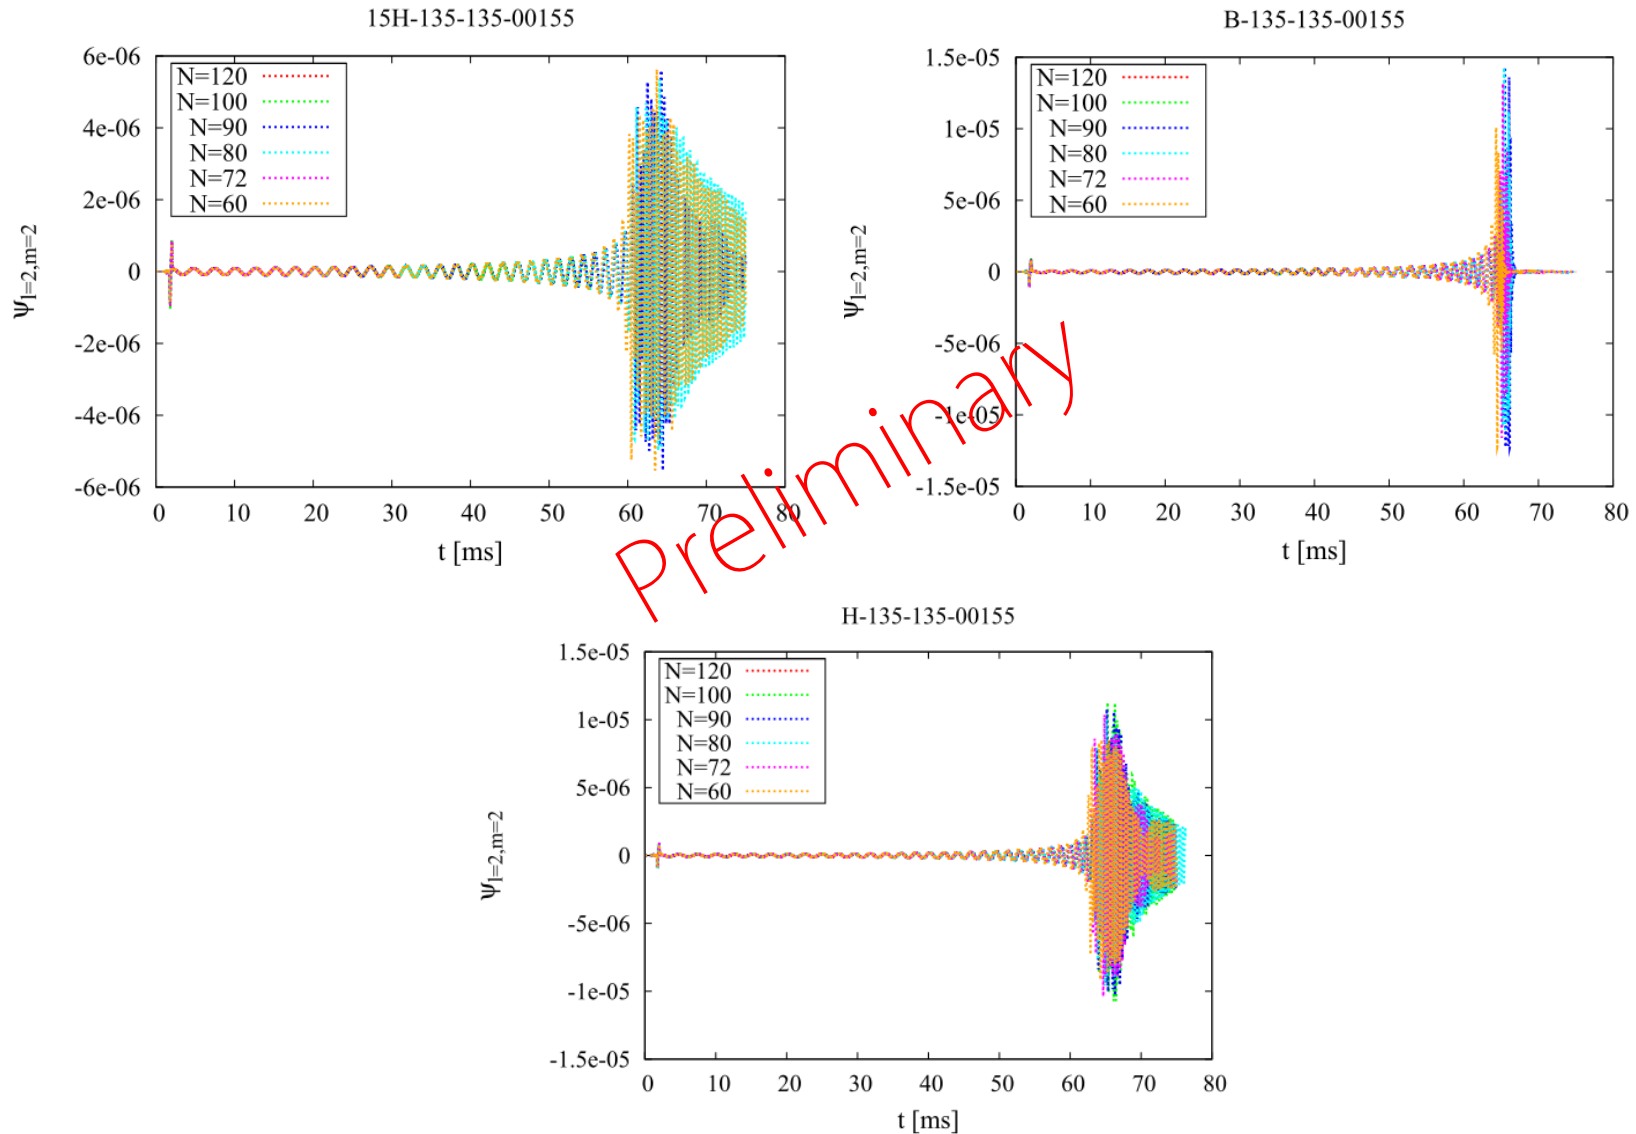 15H-135-135-00155
6e-06
4e-06
2e-06
0
-2e-06
-4e-06
-6e-06
N=120
N=100
N=90
N=80
N=72
N=60
Ψl=2,m=2
0 10 20 30 40 50 60 70 80
t [ms]
B-135-135-00155
1.5e-05
1e-05
5e-06
0
-5e-06
-1e-05
-1.5e-05
N=120
N=100
N=90
N=80
N=72
N=60
Ψl=2,m=2
0 10 20 30 40 50 60 70 80
t [ms]
Preliminary
H-135-135-00155
1.5e-05
1e-05
5e-06
0
-5e-06
-1e-05
-1.5e-05
N=120
N=100
N=90
N=80
N=72
N=60
Ψl=2,m=2
0 10 20 30 40 50 60 70 80
t [ms]